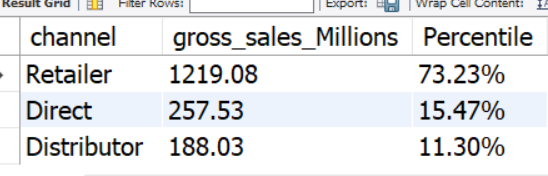 Result Grid Filter Rows: Export: Wrap Cell Content:
channel gross_sales_Millions Percentile
Retailer 1219.08 73.23%
Direct 257.53 15.47%
Distributor 188.03 11.30%